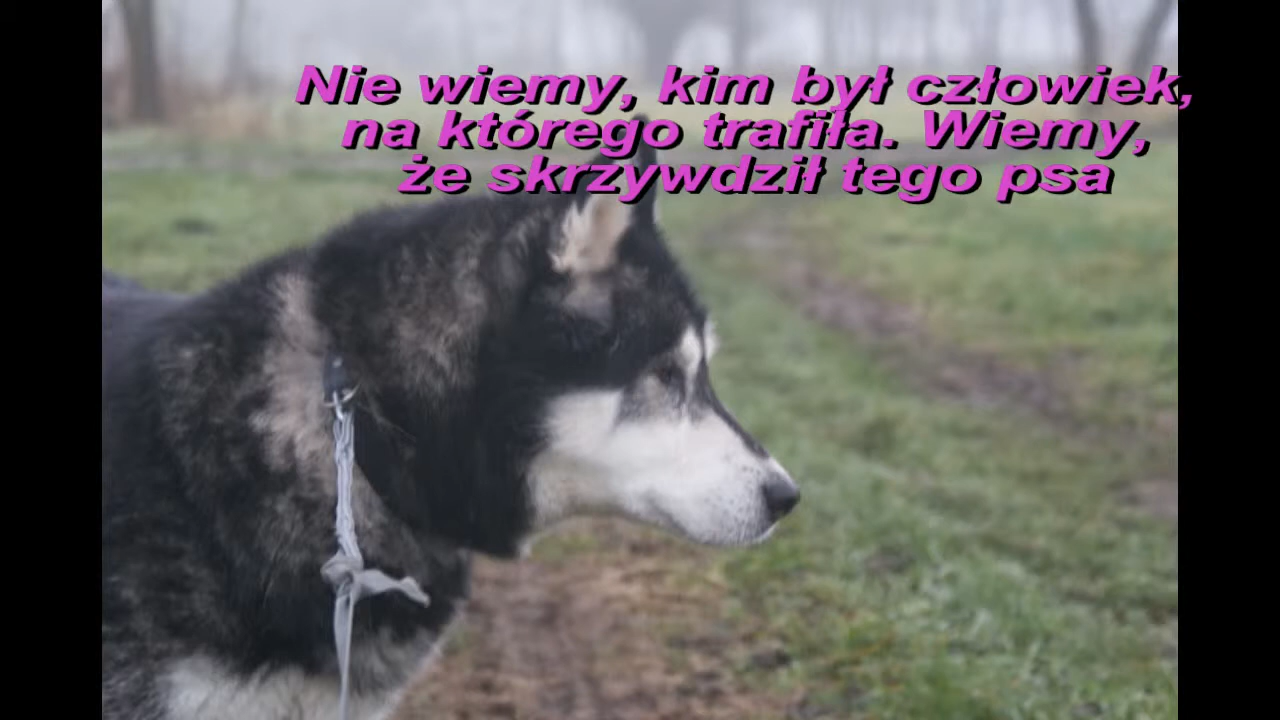 Nie wiemy, kim był człowiek,
na którego trafiła. Wiemy,
że skrzywdził tego psa